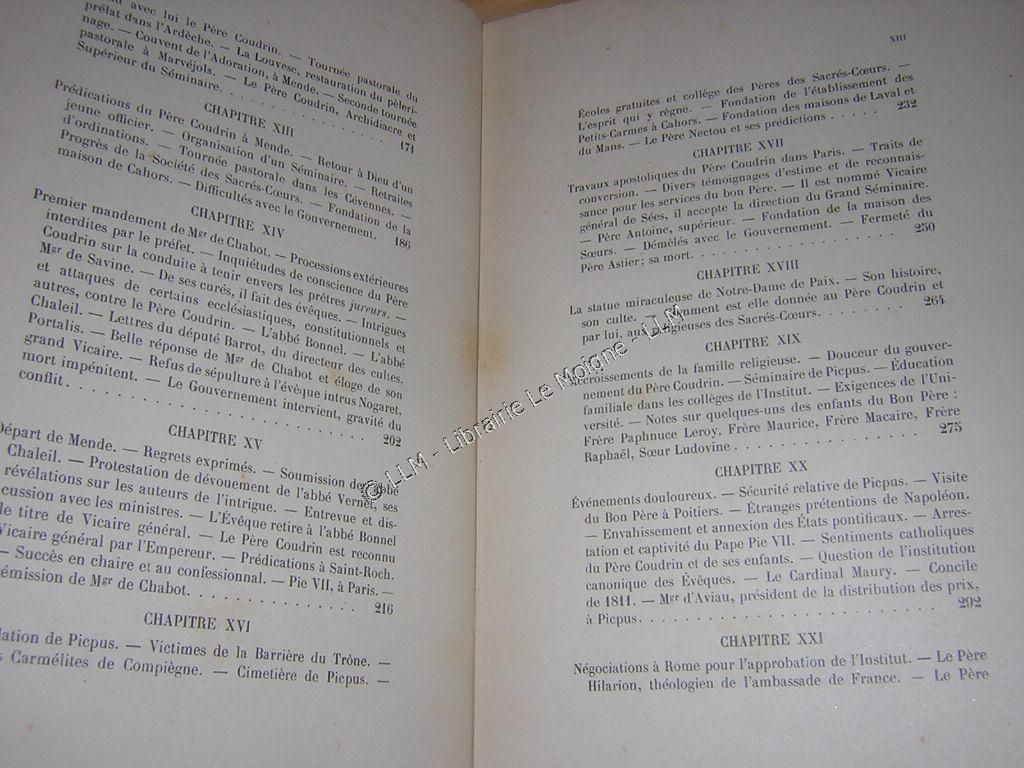 avec lui le Père Coudrin. — Tournée pastorale du
prélat dans l'Ardèche. — La Louvesc, restauration du pèleri-
nage. — Couvent de l'Adoration, à Mende. — Seconde tournée
pastorale à Marvéjols. — Le Père Coudrin, Archidiacre et
Supérieur du Séminaire. . . . . . . . . . . . . . 171
CHAPITRE XIII
Prédications du Père Coudrin à Mende. — Retour à Dieu d'un
jeune officier. — Organisation d'un Séminaire. — Retraites
d'ordinations. — Tournée pastorale dans les Cévennes. —
Progrès de la Société des Sacrés-Cœurs. — Fondation de la
maison de Cahors. — Difficultés avec le Gouvernement. 186
CHAPITRE XIV
Premier mandement de Mgr de Chabot. — Processions extérieures
interdites par le préfet. — Inquiétudes de conscience du Père
Coudrin sur la conduite à tenir envers les prêtres jureurs. —
Mgr de Savine. — De ses curés, il fait des évêques. — Intrigues
et attaques de certains ecclésiastiques, constitutionnels et
autres, contre le Père Coudrin. — L'abbé Bonnel. — L'abbé
Chaleil. — Lettres du député Barrot, du directeur des cultes,
Portalis. — Belle réponse de Mgr de Chabot et éloge de son
grand Vicaire. — Refus de sépulture à l'évêque intrus Nogaret,
mort impénitent. — Le Gouvernement intervient, gravité du
conflit . . . . . . . . . . . . . . . . . . . 202
CHAPITRE XV
Départ de Mende. — Regrets exprimés. — Soumission de l'abbé
Chaleil. — Protestation de dévouement de l'abbé Vernet, ses
révélations sur les auteurs de l'intrigue. — Entrevue et dis-
cussion avec les ministres. — L'Évêque retire à l'abbé Bonnel
le titre de Vicaire général. — Le Père Coudrin est reconnu
Vicaire général par l'Empereur. — Prédications à Saint-Roch.
— Succès en chaire et au confessionnal. — Pie VII, à Paris. —
Démission de Mgr de Chabot. . . . . . . . . . . . . 216
CHAPITRE XVI
lation de Picpus. — Victimes de la Barrière du Trône. —
s Carmélites de Compiègne. — Cimetière de Picpus. —
XIII
Écoles gratuites et collège des Pères des Sacrés-Cœurs. —
L'esprit qui y règne. — Fondation de l'établissement des
Petits-Carmes à Cahors. — Fondation des maisons de Laval et
du Mans. — Le Père Nectou et ses prédictions . . . . . 232
CHAPITRE XVII
Travaux apostoliques du Père Coudrin dans Paris. — Traits de
conversion. — Divers témoignages d'estime et de reconnais-
sance pour les services du bon Père. — Il est nommé Vicaire
général de Sées, il accepte la direction du Grand Séminaire.
— Père Antoine, supérieur. — Fondation de la maison des
Sœurs. — Démêlés avec le Gouvernement. — Fermeté du
Père Astier ; sa mort. . . . . . . . . . . . . . . 250
CHAPITRE XVIII
La statue miraculeuse de Notre-Dame de Paix. — Son histoire,
son culte. — Comment est elle donnée au Père Coudrin et
par lui, aux religieuses des Sacrés-Cœurs. . . . . . . 264
CHAPITRE XIX
Accroissements de la famille religieuse. — Douceur du gouver-
nement du Père Coudrin. — Séminaire de Picpus. — Éducation
familiale dans les collèges de l'Institut. — Exigences de l'Uni-
versité. — Notes sur quelques-uns des enfants du Bon Père :
Frère Paphnuce Leroy, Frère Maurice, Frère Macaire, Frère
Raphaël, Sœur Ludovine . . . . . . . . . . . . . . 275
CHAPITRE XX
Événements douloureux. — Sécurité relative de Picpus. — Visite
du Bon Père à Poitiers. — Étranges prétentions de Napoléon.
— Envahissement et annexion des États pontificaux. — Arres-
tation et captivité du Pape Pie VII. — Sentiments catholiques
du Père Coudrin et de ses enfants. — Question de l'institution
canonique des Évêques. — Le Cardinal Maury. — Concile
de 1811. — Mgr d'Aviau, président de la distribution des prix,
à Picpus. . . . . . . . . . . . . . . . . . . . 292
CHAPITRE XXI
Négociations à Rome pour l'approbation de l'Institut. — Le Père
Hilarion, théologien de l'ambassade de France. — Le Père
© LLM - Librairie Le Moigne - LLM